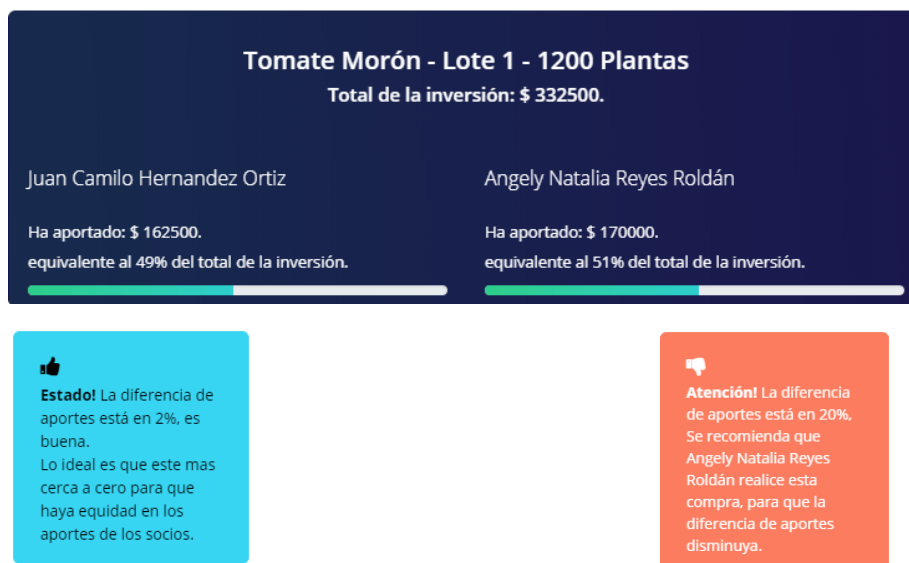 Tomate Morón - Lote 1 - 1200 Plantas
Total de la inversión: $ 332500.
Juan Camilo Hernandez Ortiz
Ha aportado: $ 162500.
equivalente al 49% del total de la inversión.
Angely Natalia Reyes Roldán
Ha aportado: $ 170000.
equivalente al 51% del total de la inversión.
Estado! La diferencia de
aportes está en 2%, es
buena.
Lo ideal es que este mas
cerca a cero para que
haya equidad en los
aportes de los socios.
Atención! La diferencia
de aportes está en 20%,
Se recomienda que
Angely Natalia Reyes
Roldán realice esta
compra, para que la
diferencia de aportes
disminuya.